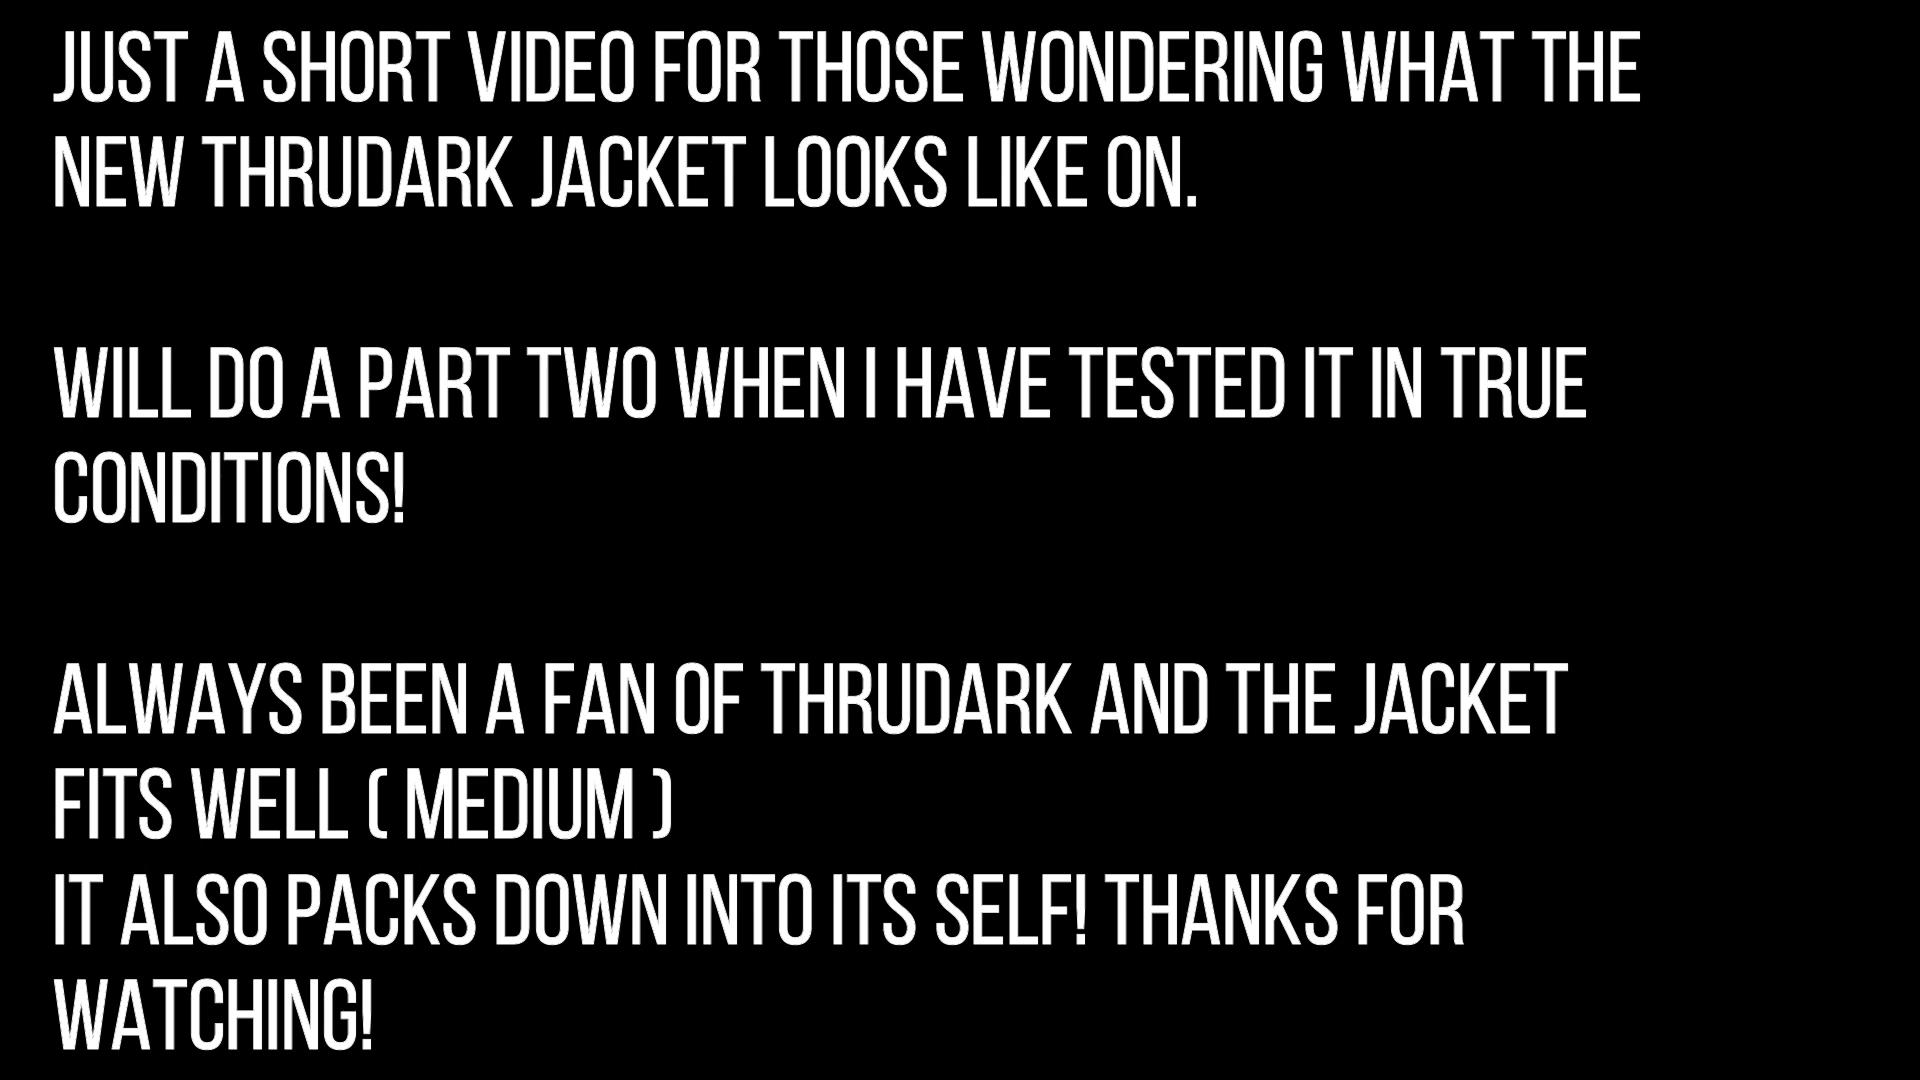 JUST A SHORT VIDEO FOR THOSE WONDERING WHAT THE
NEW THRUDARK JACKET LOOKS LIKE ON.
WILL DO A PART TWO WHEN I HAVE TESTED IT IN TRUE
CONDITIONS!
ALWAYS BEEN A FAN OF THRUDARK AND THE JACKET
FITS WELL ( MEDIUM )
IT ALSO PACKS DOWN INTO ITS SELF! THANKS FOR
WATCHING!